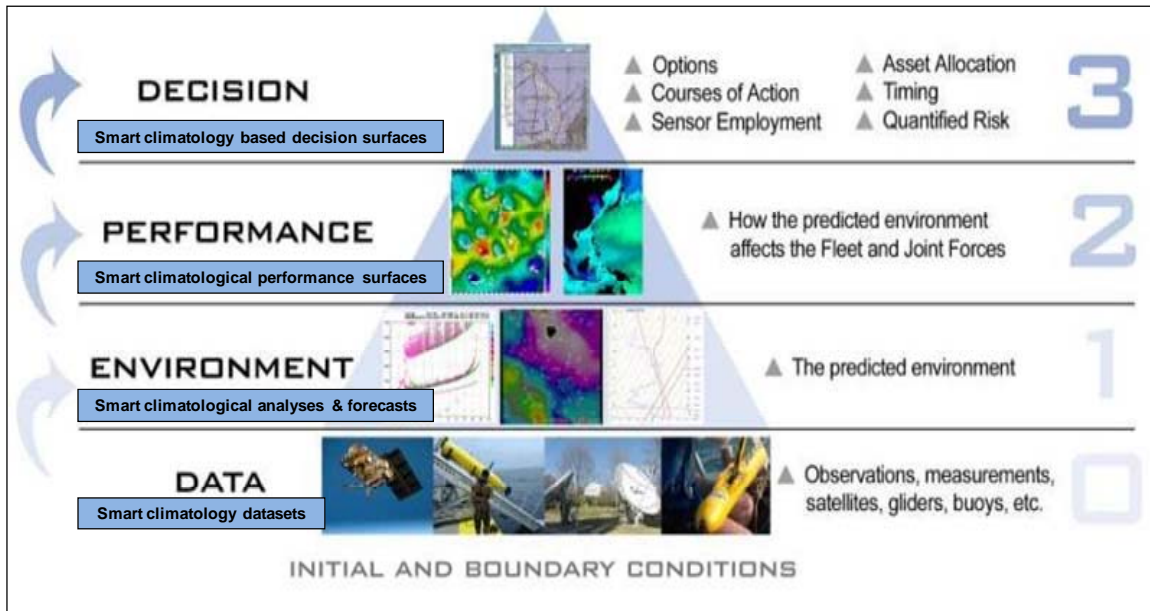 DECISION
Smart climatology based decision surfaces
Options
Courses of Action
Sensor Employment
Asset Allocation
Timing
Quantified Risk
3
PERFORMANCE
Smart climatological performance surfaces
How the predicted environment
affects the Fleet and Joint Forces
2
ENVIRONMENT
Smart climatological analyses & forecasts
The predicted environment
1
DATA
Smart climatology datasets
Observations, measurements,
satellites, gliders, buoys, etc.
0
INITIAL AND BOUNDARY CONDITIONS